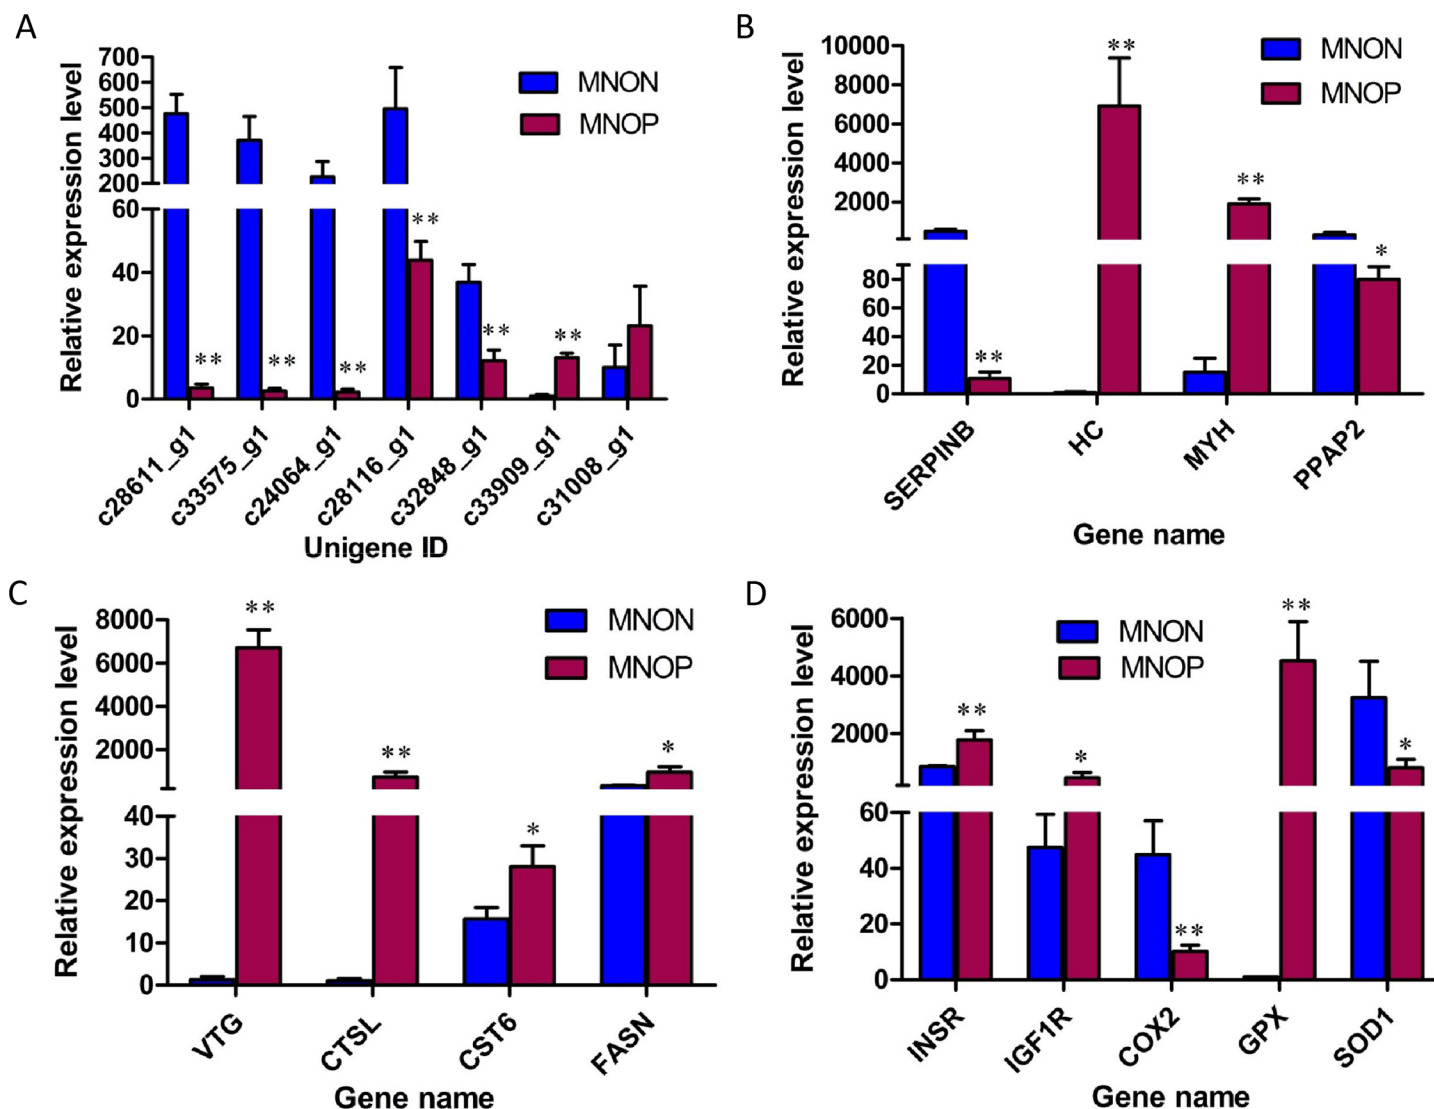 A
Relative expression level
700
600
500
400
300
200
60
40
20
0
MNON
MNOP
**
**
**
**
**
**
c28611_g1
c33575_g1
c24064_g1
c28116_g1
c32848_g1
c33909_g1
c31008_g1
Unigene ID
B
Relative expression level
10000
8000
6000
4000
2000
80
60
40
20
0
MNON
MNOP
**
**
**
*
SERPINB
HC
MYH
PPAP2
Gene name
C
Relative expression level
8000
6000
4000
2000
40
30
20
10
0
MNON
MNOP
**
**
*
*
VTG
CTSL
CST6
FASN
Gene name
D
Relative expression level
6000
4000
2000
60
40
20
0
MNON
MNOP
**
*
**
**
*
INSR
IGF1R
COX2
GPX
SOD1
Gene name